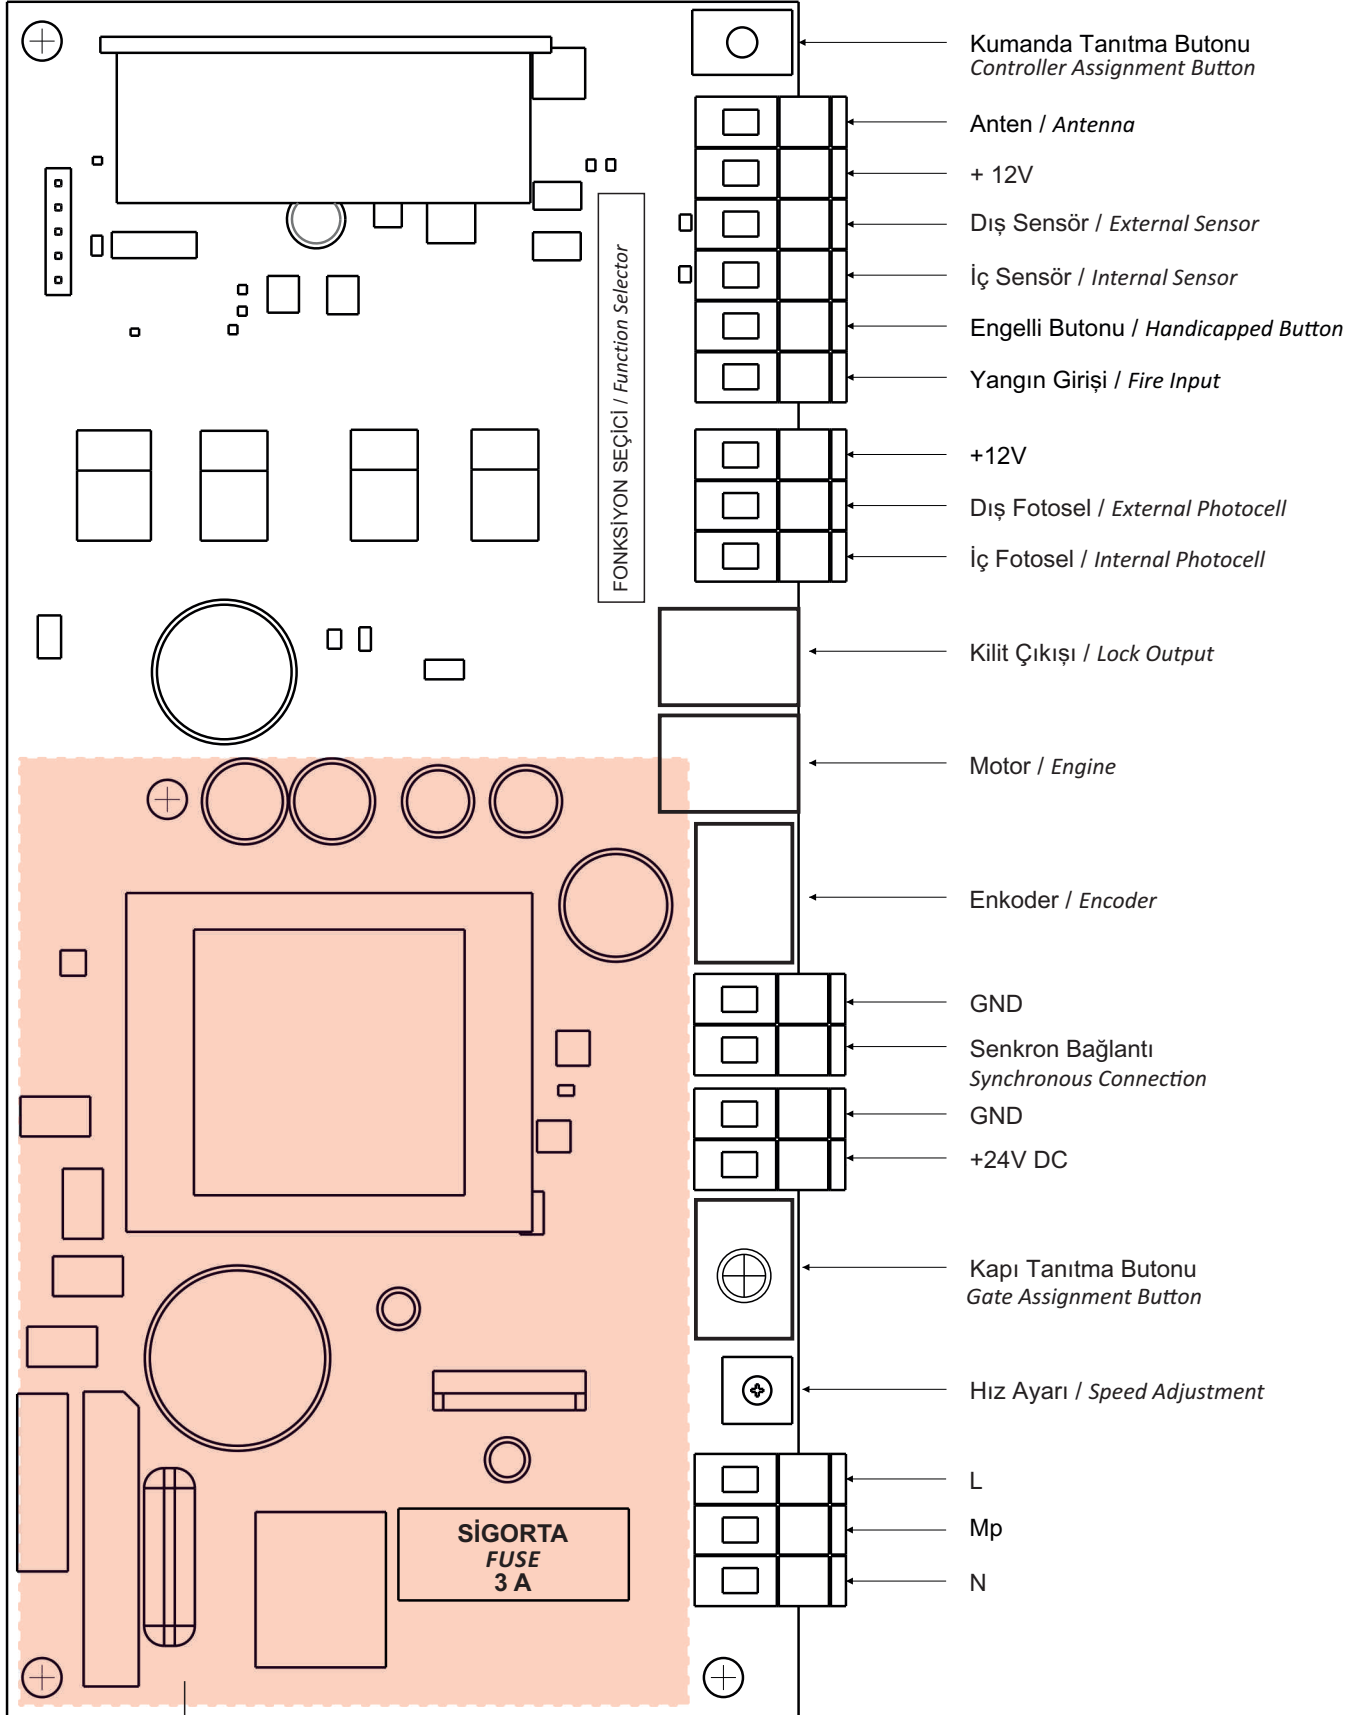 Kumanda Tanıtma Butonu
Controller Assignment Button
Anten / Antenna
+ 12V
Dış Sensör / External Sensor
İç Sensör / Internal Sensor
Engelli Butonu / Handicapped Button
Yangın Girişi / Fire Input
FONKSİYON SEÇİCİ / Function Selector
+12V
Dış Fotosel / External Photocell
İç Fotosel / Internal Photocell
Kilit Çıkışı / Lock Output
Motor / Engine
Enkoder / Encoder
GND
Senkron Bağlantı
Synchronous Connection
GND
+24V DC
Kapı Tanıtma Butonu
Gate Assignment Button
Hız Ayarı / Speed Adjustment
L
Mp
N
SİGORTA
FUSE
3 A